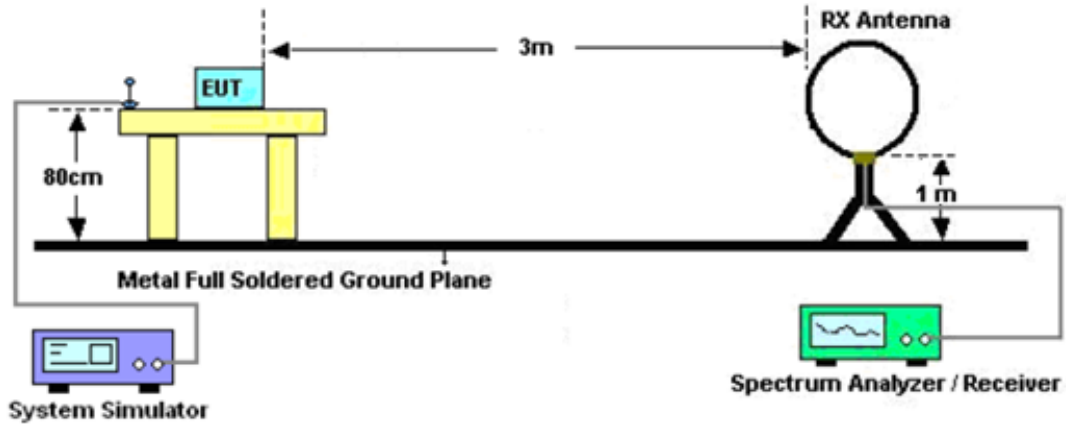 RX Antenna
3m
EUT
80cm
1 m
Metal Full Soldered Ground Plane
System Simulator
Spectrum Analyzer / Receiver